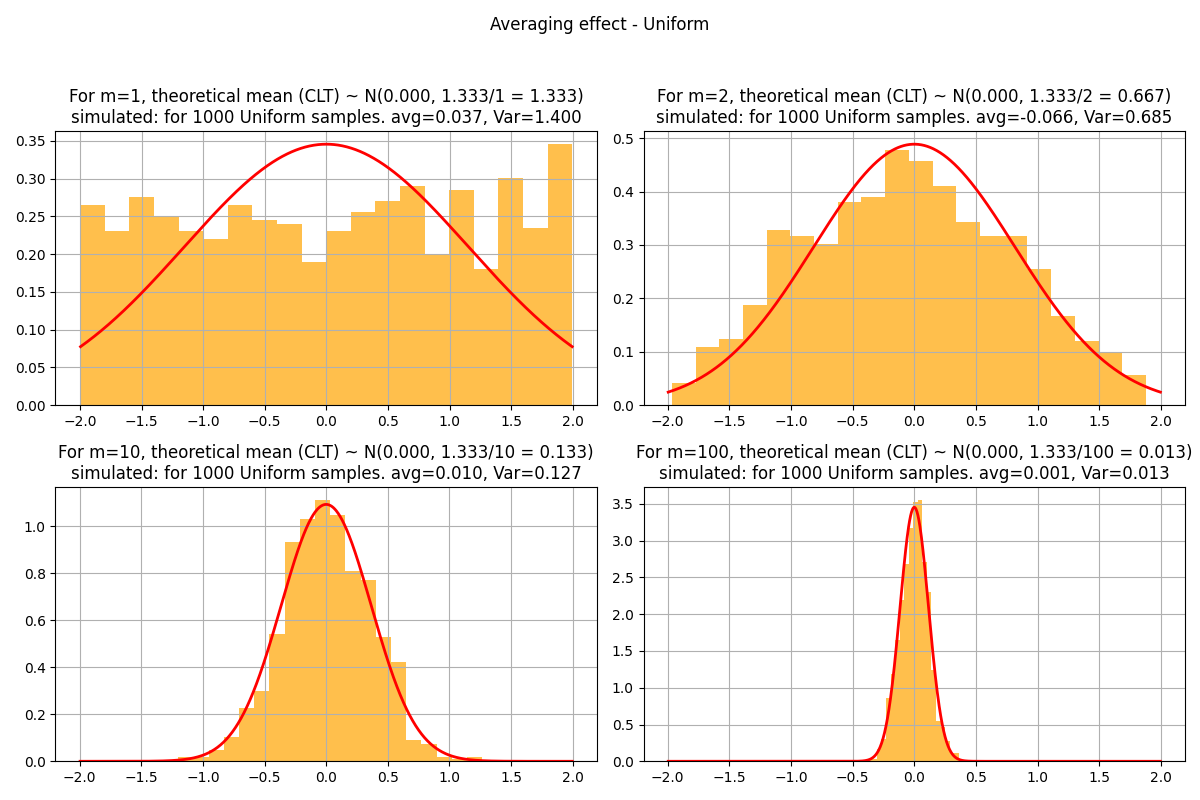 Averaging effect - Uniform
For m=1, theoretical mean (CLT) ~ N(0.000, 1.333/1 = 1.333)
simulated: for 1000 Uniform samples. avg=0.037, Var=1.400
0.35
0.30
0.25
0.20
0.15
0.10
0.05
0.00
−2.0 −1.5 −1.0 −0.5 0.0 0.5 1.0 1.5 2.0
For m=2, theoretical mean (CLT) ~ N(0.000, 1.333/2 = 0.667)
simulated: for 1000 Uniform samples. avg=-0.066, Var=0.685
0.5
0.4
0.3
0.2
0.1
0.0
−2.0 −1.5 −1.0 −0.5 0.0 0.5 1.0 1.5 2.0
For m=10, theoretical mean (CLT) ~ N(0.000, 1.333/10 = 0.133)
simulated: for 1000 Uniform samples. avg=0.010, Var=0.127
1.0
0.8
0.6
0.4
0.2
0.0
−2.0 −1.5 −1.0 −0.5 0.0 0.5 1.0 1.5 2.0
For m=100, theoretical mean (CLT) ~ N(0.000, 1.333/100 = 0.013)
simulated: for 1000 Uniform samples. avg=0.001, Var=0.013
3.5
3.0
2.5
2.0
1.5
1.0
0.5
0.0
−2.0 −1.5 −1.0 −0.5 0.0 0.5 1.0 1.5 2.0